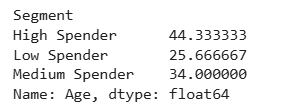 Segment
High Spender      44.333333
Low Spender       25.666667
Medium Spender    34.000000
Name: Age, dtype: float64